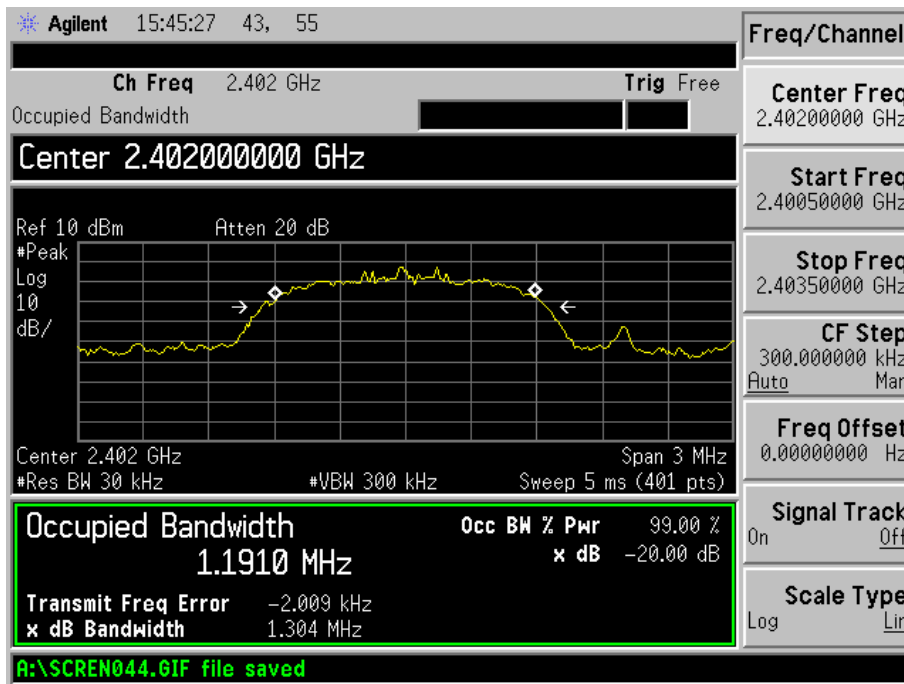 Agilent 15:45:27 43, 55
Freq/Channel
Ch Freq 2.402 GHz Trig Free
Occupied Bandwidth
Center 2.402000000 GHz
Ref 10 dBm Atten 20 dB
#Peak
Log
10
dB/
Center 2.402 GHz Span 3 MHz
#Res BW 30 kHz #VBW 300 kHz Sweep 5 ms (401 pts)
Occupied Bandwidth Occ BW % Pwr 99.00 %
1.1910 MHz x dB -20.00 dB
Transmit Freq Error -2.009 kHz
x dB Bandwidth 1.304 MHz
A:\SCREN044.GIF file saved
Center Freq
2.40200000 GHz
Start Freq
2.40050000 GHz
Stop Freq
2.40350000 GHz
CF Step
300.000000 kHz
Auto Man
Freq Offset
0.00000000 Hz
Signal Track
On Off
Scale Type
Log Lin